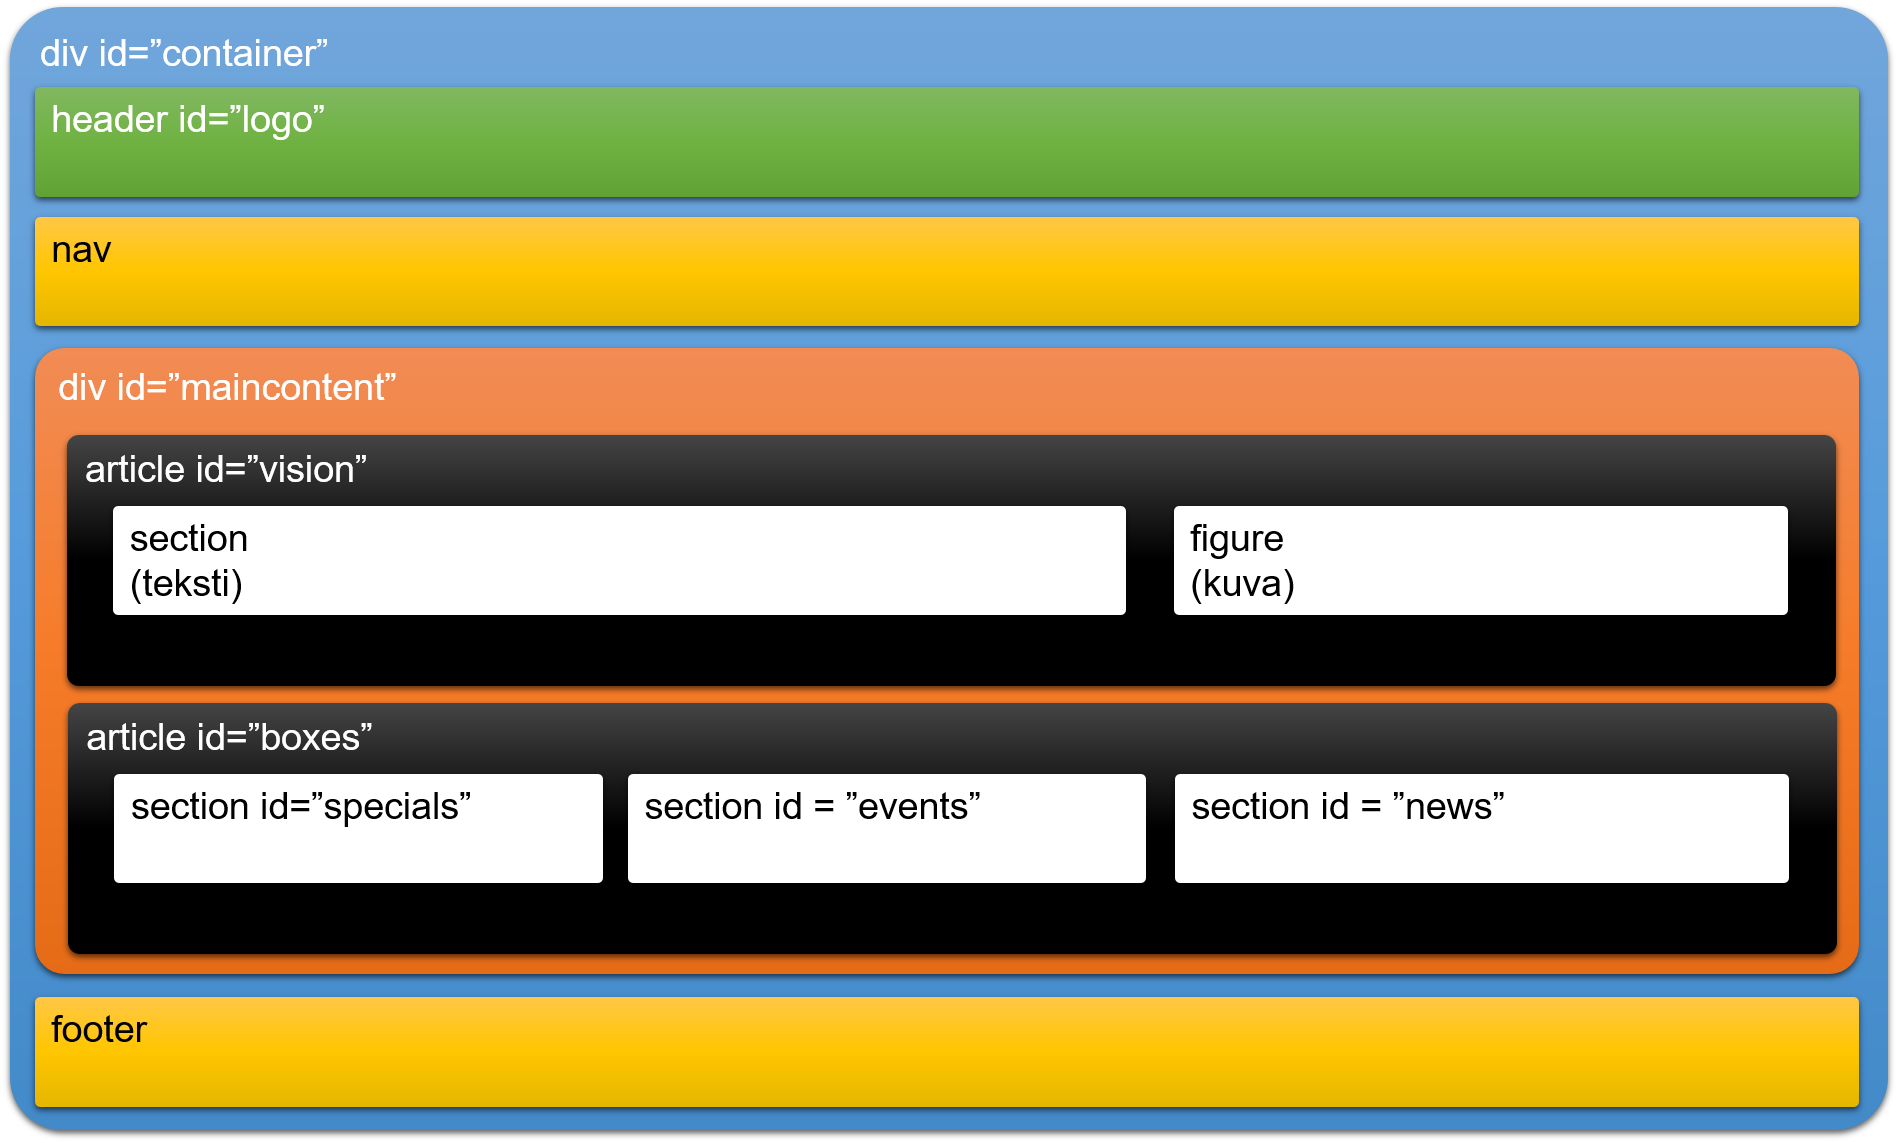 div id=”container”
header id=”logo”
nav
div id=”maincontent”
article id=”vision”
section
(teksti)
figure
(kuva)
article id=”boxes”
section id=”specials”
section id = ”events”
section id = ”news”
footer